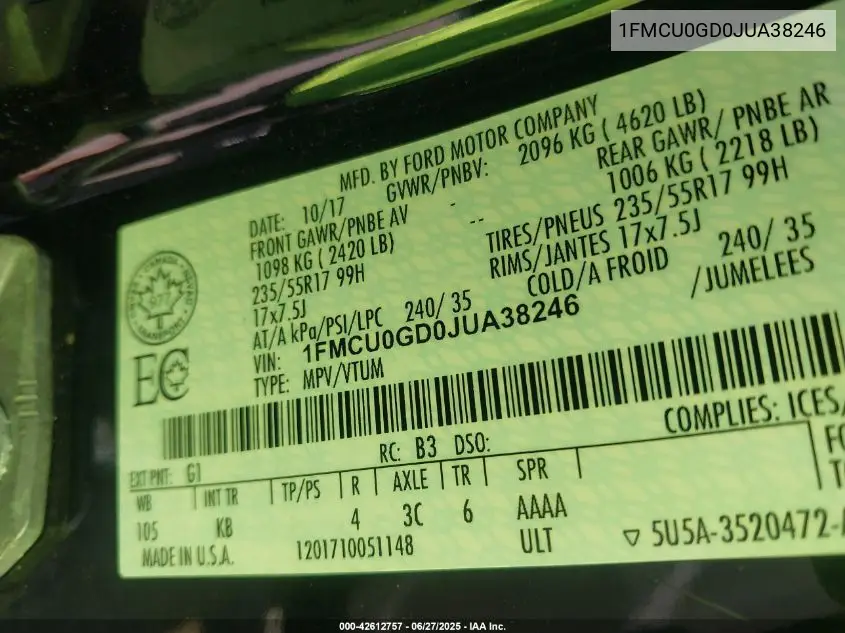 1FMCU0GD0JUA38246
MFD. BY FORD MOTOR COMPANY
DATE: 10/17 GVWR/PNBV: 2096 KG ( 4620 LB)
FRONT GAWR/PNBE AV - REAR GAWR/ PNBE AR
1098 KG ( 2420 LB) -- 1006 KG ( 2218 LB)
235/55R17 99H TIRES/PNEUS 235/55R17 99H
17x7.5J RIMS/JANTES 17x7.5J
AT/A kPa/PSI/LPC 240/ 35 COLD/A FROID 240/ 35
VIN: 1FMCU0GD0JUA38246 /JUMELEES
TYPE: MPV/VTUM
EC
COMPLIES: ICES
RC: B3 DSO:
EXT PNT: G1
WB INT TR TP/PS R AXLE TR SPR
105 KB 4 3C 6 AAAA
MADE IN U.S.A. 1201710051148 ULT 5U5A-3520472-
000-42612757 - 06/27/2025 - IAA Inc.